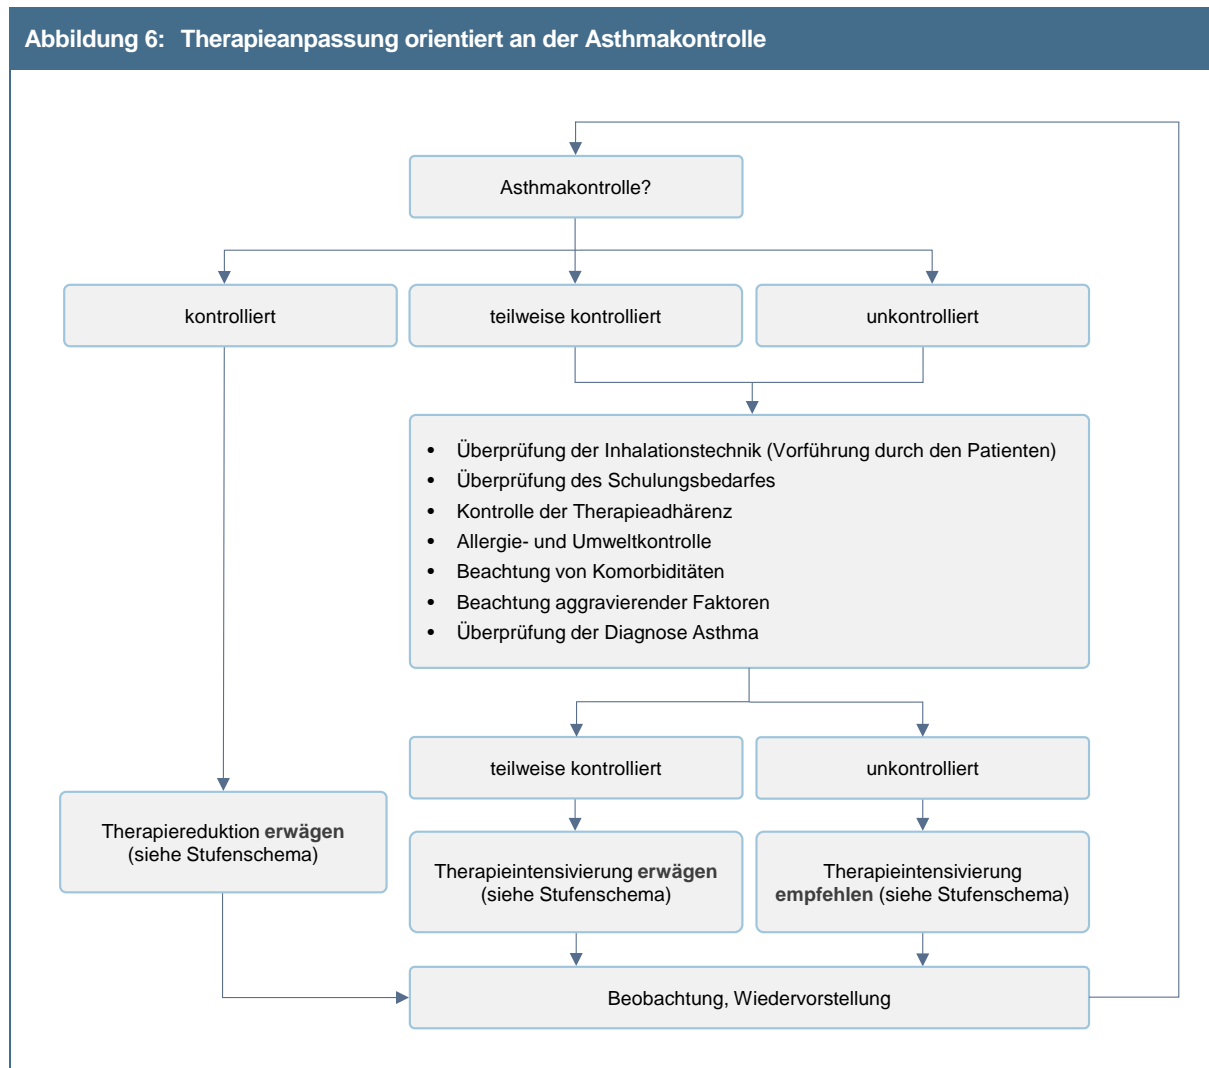 Abbildung 6: Therapieanpassung orientiert an der Asthmakontrolle
Asthmakontrolle?
kontrolliert
teilweise kontrolliert
unkontrolliert
• Überprüfung der Inhalationstechnik (Vorführung durch den Patienten)
• Überprüfung des Schulungsbedarfes
• Kontrolle der Therapieadhärenz
• Allergie- und Umweltkontrolle
• Beachtung von Komorbiditäten
• Beachtung aggravierender Faktoren
• Überprüfung der Diagnose Asthma
teilweise kontrolliert
unkontrolliert
Therapiereduktion erwägen
(siehe Stufenschema)
Therapieintensivierung erwägen
(siehe Stufenschema)
Therapieintensivierung
empfehlen (siehe Stufenschema)
Beobachtung, Wiedervorstellung